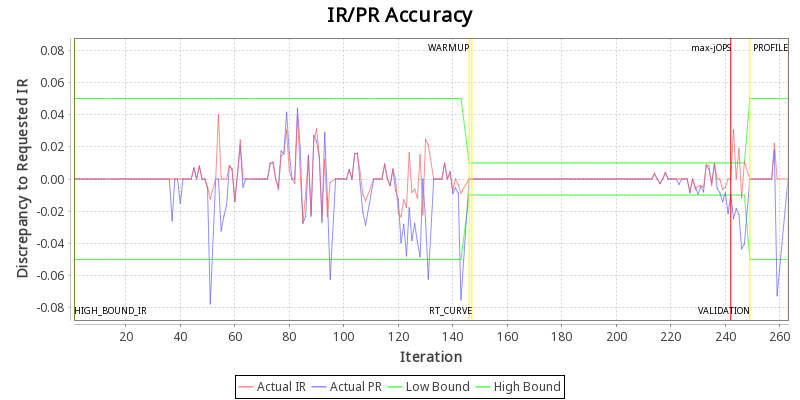 IR/PR Accuracy
Discrepancy to Requested IR
0.08
0.06
0.04
0.02
0.00
-0.02
-0.04
-0.06
-0.08
WARMUP
max-jOPS
PROFILE
HIGH_BOUND_IR
RT_CURVE
VALIDATION
20 40 60 80 100 120 140 160 180 200 220 240 260
Iteration
Actual IR Actual PR Low Bound High Bound